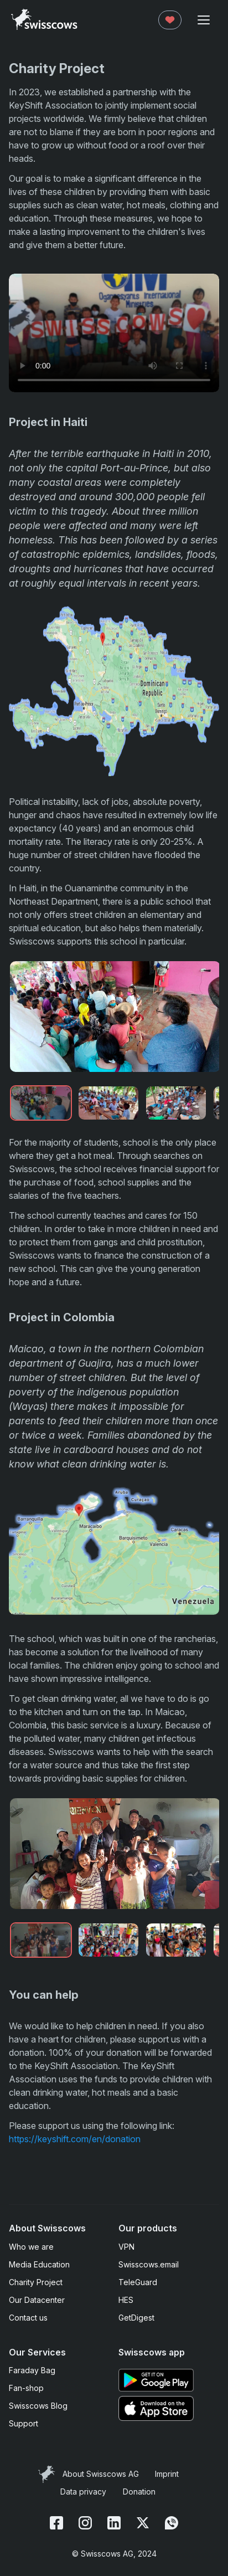 swisscows
Charity Project
In 2023, we established a partnership with the
KeyShift Association to jointly implement social
projects worldwide. We firmly believe that children
are not to blame if they are born in poor regions and
have to grow up without food or a roof over their
heads.
Our goal is to make a significant difference in the
lives of these children by providing them with basic
supplies such as clean water, hot meals, clothing and
education. Through these measures, we hope to
make a lasting improvement to the children's lives
and give them a better future.
0:00
Project in Haiti
After the terrible earthquake in Haiti in 2010,
not only the capital Port-au-Prince, but also
many coastal areas were completely
destroyed and around 300,000 people fell
victim to this tragedy. About three million
people were affected and many were left
homeless. This has been followed by a series
of catastrophic epidemics, landslides, floods,
droughts and hurricanes that have occurred
at roughly equal intervals in recent years.
Dominican
Republic
Political instability, lack of jobs, absolute poverty,
hunger and chaos have resulted in extremely low life
expectancy (40 years) and an enormous child
mortality rate. The literacy rate is only 20-25%. A
huge number of street children have flooded the
country.
In Haiti, in the Ouanaminthe community in the
Northeast Department, there is a public school that
not only offers street children an elementary and
spiritual education, but also helps them materially.
Swisscows supports this school in particular.
For the majority of students, school is the only place
where they get a hot meal. Through searches on
Swisscows, the school receives financial support for
the purchase of food, school supplies and the
salaries of the five teachers.
The school currently teaches and cares for 150
children. In order to take in more children in need and
to protect them from gangs and child prostitution,
Swisscows wants to finance the construction of a
new school. This can give the young generation
hope and a future.
Project in Colombia
Maicao, a town in the northern Colombian
department of Guajira, has a much lower
number of street children. But the level of
poverty of the indigenous population
(Wayas) there makes it impossible for
parents to feed their children more than once
or twice a week. Families abandoned by the
state live in cardboard houses and do not
know what clean drinking water is.
Aruba
Curaçao
Barranquilla
Maracaibo
Caracas
Barquisimeto
Valencia
Venezuela
The school, which was built in one of the rancherias,
has become a solution for the livelihood of many
local families. The children enjoy going to school and
have shown impressive intelligence.
To get clean drinking water, all we have to do is go
to the kitchen and turn on the tap. In Maicao,
Colombia, this basic service is a luxury. Because of
the polluted water, many children get infectious
diseases. Swisscows wants to help with the search
for a water source and thus take the first step
towards providing basic supplies for children.
You can help
We would like to help children in need. If you also
have a heart for children, please support us with a
donation. 100% of your donation will be forwarded
to the KeyShift Association. The KeyShift
Association uses the funds to provide children with
clean drinking water, hot meals and a basic
education.
Please support us using the following link:
https://keyshift.com/en/donation
About Swisscows
Who we are
Media Education
Charity Project
Our Datacenter
Contact us
Our products
VPN
Swisscows.email
TeleGuard
HES
GetDigest
Our Services
Faraday Bag
Fan-shop
Swisscows Blog
Support
Swisscows app
GET IT ON
Google Play
Download on the
App Store
About Swisscows AG
Imprint
Data privacy
Donation
© Swisscows AG, 2024